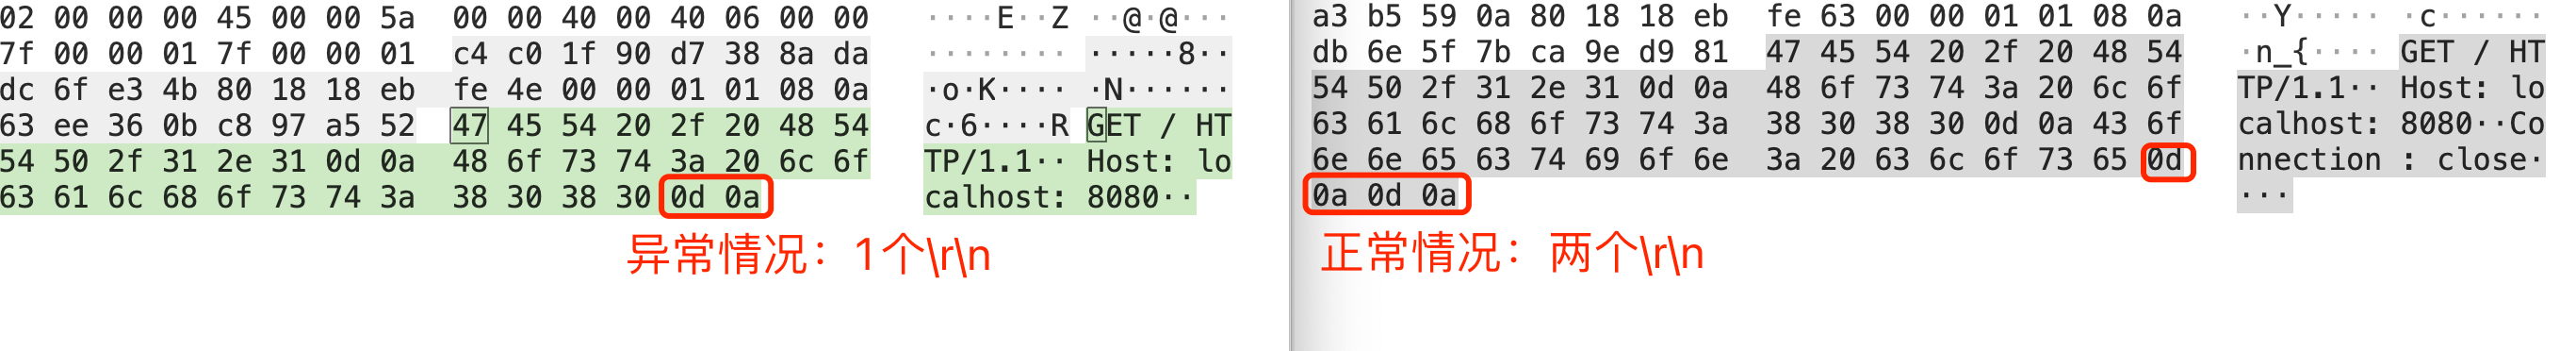 02 00 00 00 45 00 00 5a 00 00 40 00 40 06 00 00 ····E··Z ··@·@···
7f 00 00 01 7f 00 00 01 c4 c0 1f 90 d7 38 8a da ········ ·····8··
dc 6f e3 4b 80 18 18 eb fe 4e 00 00 01 01 08 0a ·o·K···· ·N······
63 ee 36 0b c8 97 a5 52 47 45 54 20 2f 20 48 54 c·6····R GET / HT
54 50 2f 31 2e 31 0d 0a 48 6f 73 74 3a 20 6c 6f TP/1.1·· Host: lo
63 61 6c 68 6f 73 74 3a 38 30 38 30 0d 0a calhost: 8080··
异常情况：1个\r\n
a3 b5 59 0a 80 18 18 eb fe 63 00 00 01 01 08 0a ··Y····· ·c······
db 6e 5f 7b ca 9e d9 81 47 45 54 20 2f 20 48 54 ·n_{···· GET / HT
54 50 2f 31 2e 31 0d 0a 48 6f 73 74 3a 20 6c 6f TP/1.1·· Host: lo
63 61 6c 68 6f 73 74 3a 38 30 38 30 0d 0a 43 6f calhost: 8080··Co
6e 6e 65 63 74 69 6f 6e 3a 20 63 6c 6f 73 65 0d nnection : close·
0a 0d 0a ···
正常情况：两个\r\n